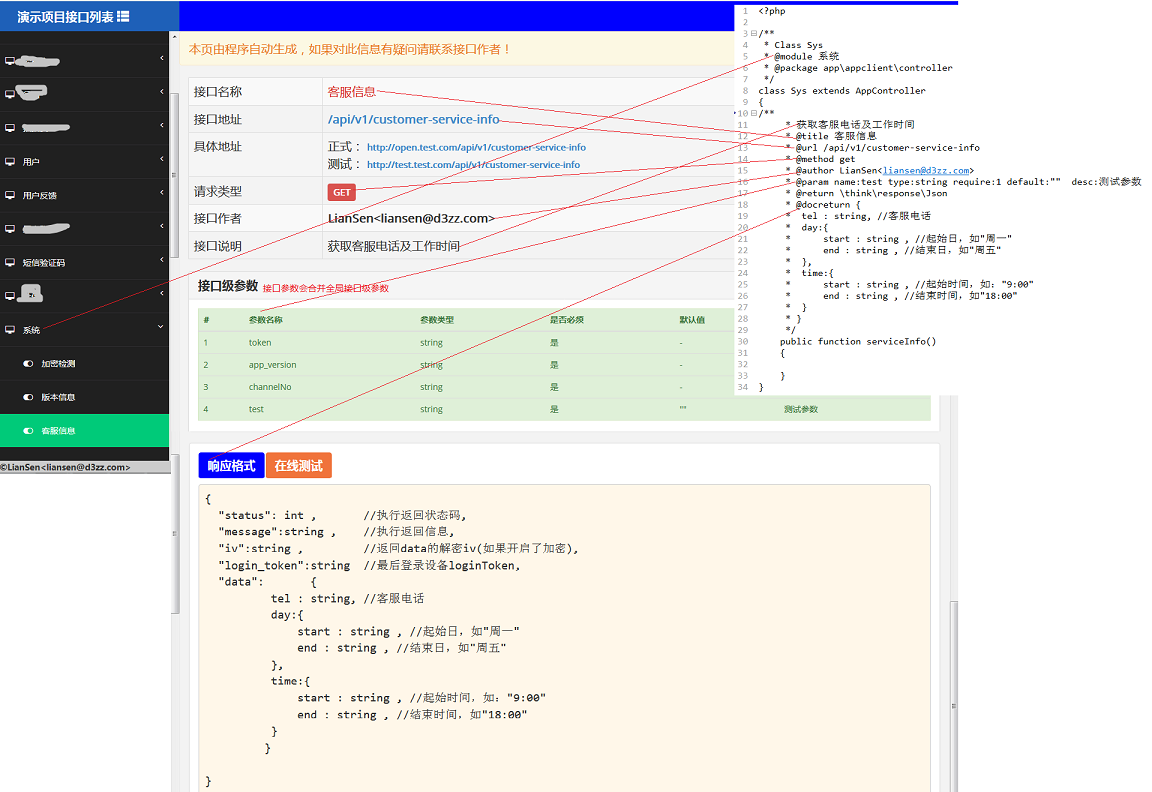 演示项目接口列表
用户
用户反馈
短信验证码
系统
加密检测
版本信息
客服信息
©LianSen<liansen@d3zz.com>
本页由程序自动生成，如果对此信息有疑问请联系接口作者！
接口名称 客服信息
接口地址 /api/v1/customer-service-info
具体地址 正式： http://open.test.com/api/v1/customer-service-info
测试： http://test.test.com/api/v1/customer-service-info
请求类型 GET
接口作者 LianSen<liansen@d3zz.com>
接口说明 获取客服电话及工作时间
接口级参数 接口参数会合并全局接口级参数
# 参数名称 参数类型 是否必须 默认值
1 token string 是 -
2 app_version string 是 -
3 channelNo string 是 -
4 test string 是 "" 测试参数
响应格式 在线测试
{
"status": int , //执行返回状态码,
"message":string , //执行返回信息,
"iv":string , //返回data的解密iv(如果开启了加密),
"login_token":string //最后登录设备loginToken,
"data": {
tel : string, //客服电话
day:{
start : string , //起始日，如"周一"
end : string , //结束日，如"周五"
},
time:{
start : string , //起始时间，如："9:00"
end : string , //结束时间，如"18:00"
}
}
}
1 <?php
2
3 /**
4 * Class Sys
5 * @module 系统
6 * @package app\appclient\controller
7 */
8 class Sys extends AppController
9 {
10 /**
11 * 获取客服电话及工作时间
12 * @title 客服信息
13 * @url /api/v1/customer-service-info
14 * @method get
15 * @author LianSen<liansen@d3zz.com>
16 * @param name:test type:string require:1 default:"" desc:测试参数
17 * @return \think\response\Json
18 * @docreturn {
19 * tel : string, //客服电话
20 * day:{
21 * start : string , //起始日，如"周一"
22 * end : string , //结束日，如"周五"
23 * },
24 * time:{
25 * start : string , //起始时间，如："9:00"
26 * end : string , //结束时间，如"18:00"
27 * }
28 * }
29 */
30 public function serviceInfo()
31 {
32
33 }
34 }